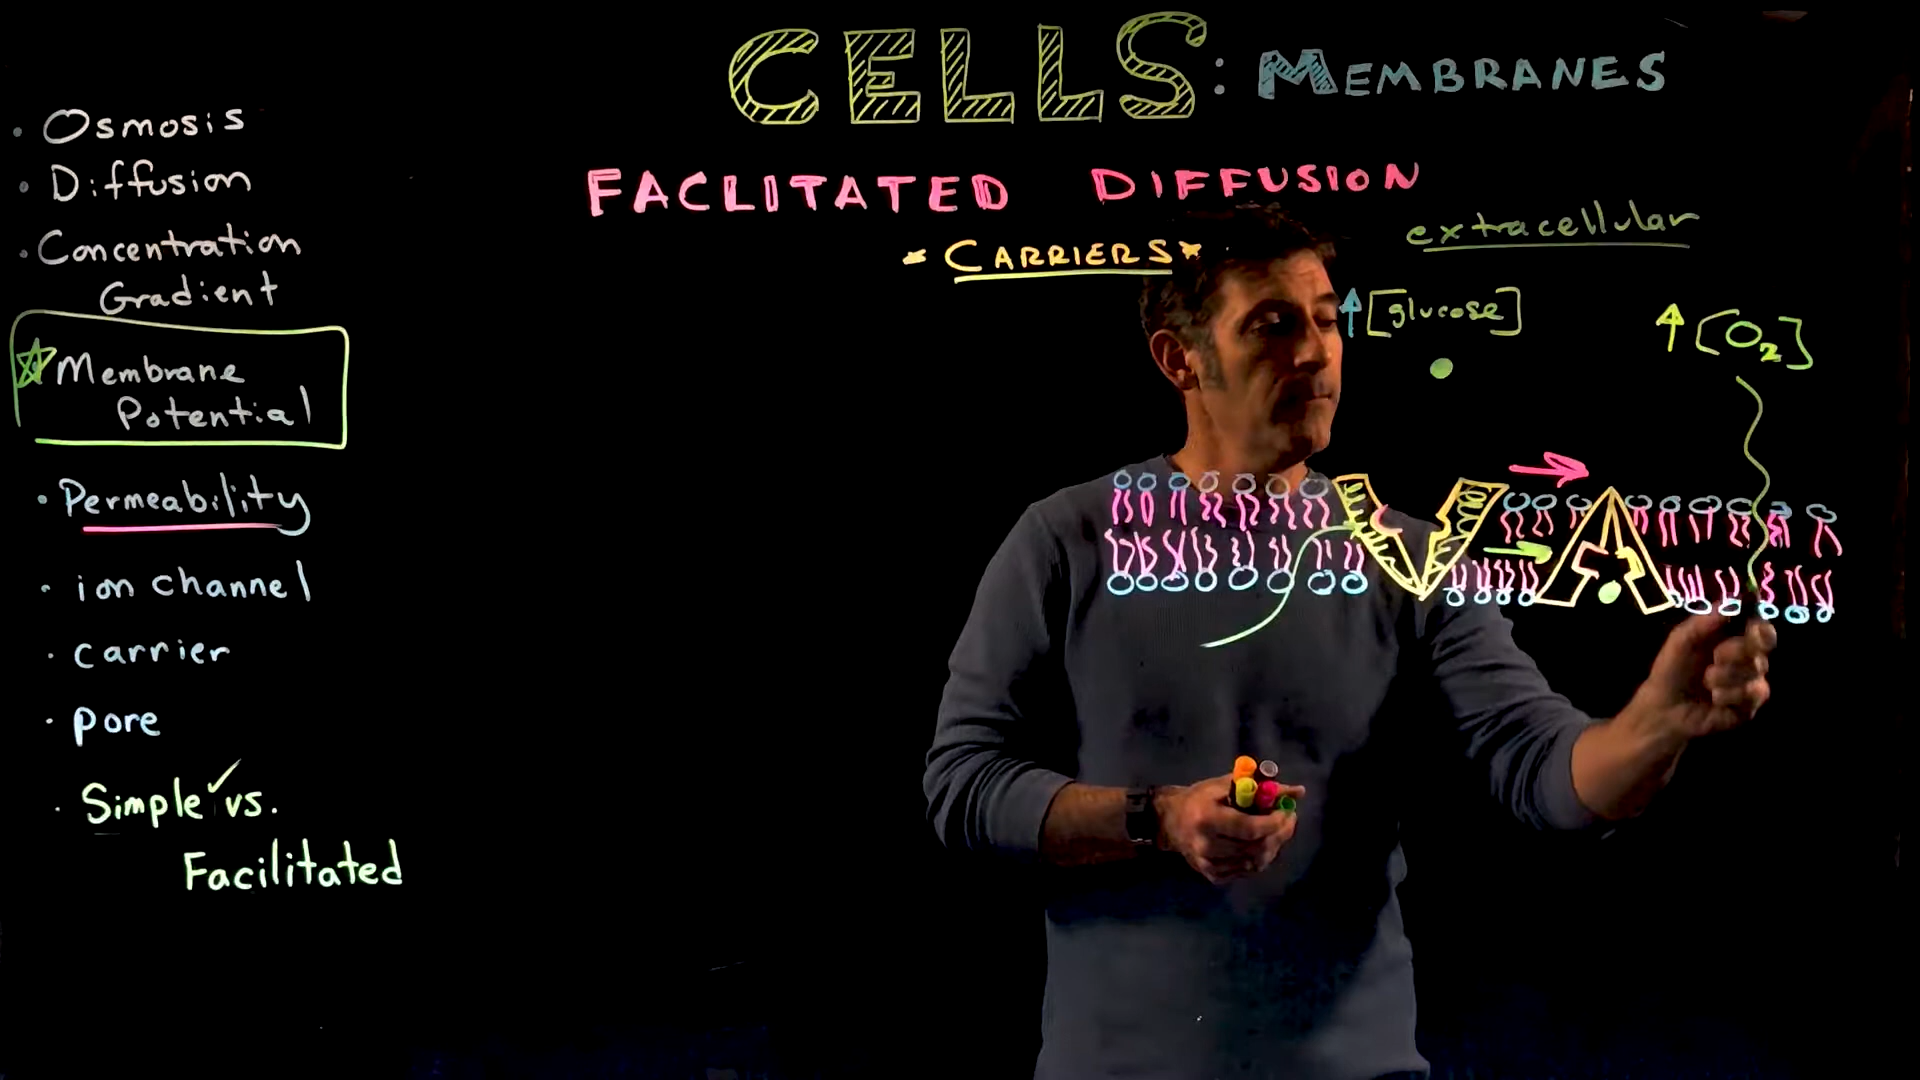 CELLS: MEMBRANES
FACLITATED DIFFUSION
CARRIERS
extracellular
↑ [glucose]
↑ [O₂]
• Osmosis
• Diffusion
• Concentration
Gradient
☆ Membrane
Potential
• Permeability
• ion channel
• carrier
• pore
• Simple ✓ vs.
Facilitated